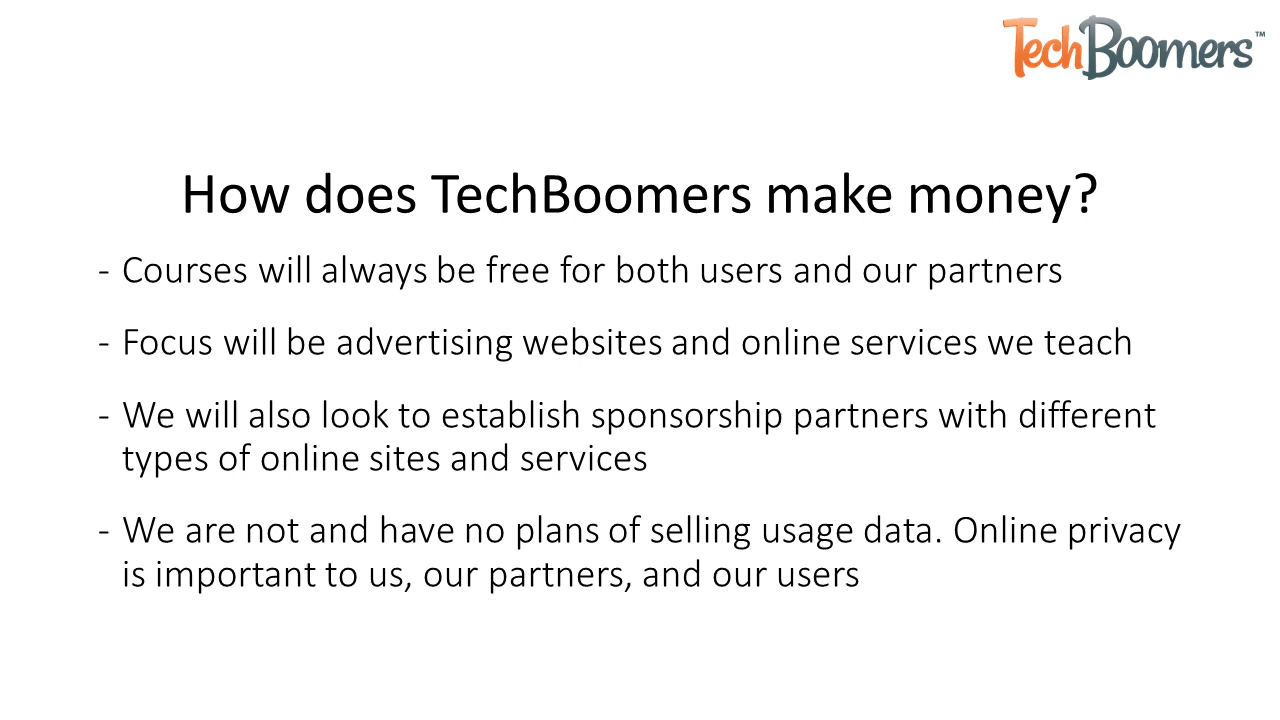 TechBoomers™
How does TechBoomers make money?
- Courses will always be free for both users and our partners
- Focus will be advertising websites and online services we teach
- We will also look to establish sponsorship partners with different
types of online sites and services
- We are not and have no plans of selling usage data. Online privacy
is important to us, our partners, and our users